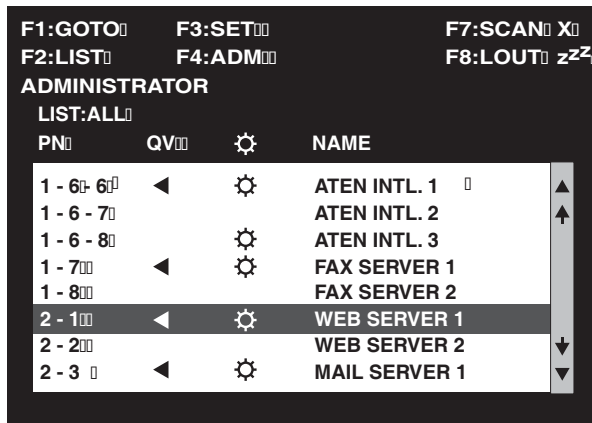 F1:GOTO F3:SET F7:SCAN X
F2:LIST F4:ADM F8:LOUT zZZ
ADMINISTRATOR
LIST:ALL
PN QV NAME
1 - 6 - 6 ATEN INTL. 1
1 - 6 - 7 ATEN INTL. 2
1 - 6 - 8 ATEN INTL. 3
1 - 7 FAX SERVER 1
1 - 8 FAX SERVER 2
2 - 1 WEB SERVER 1
2 - 2 WEB SERVER 2
2 - 3 MAIL SERVER 1